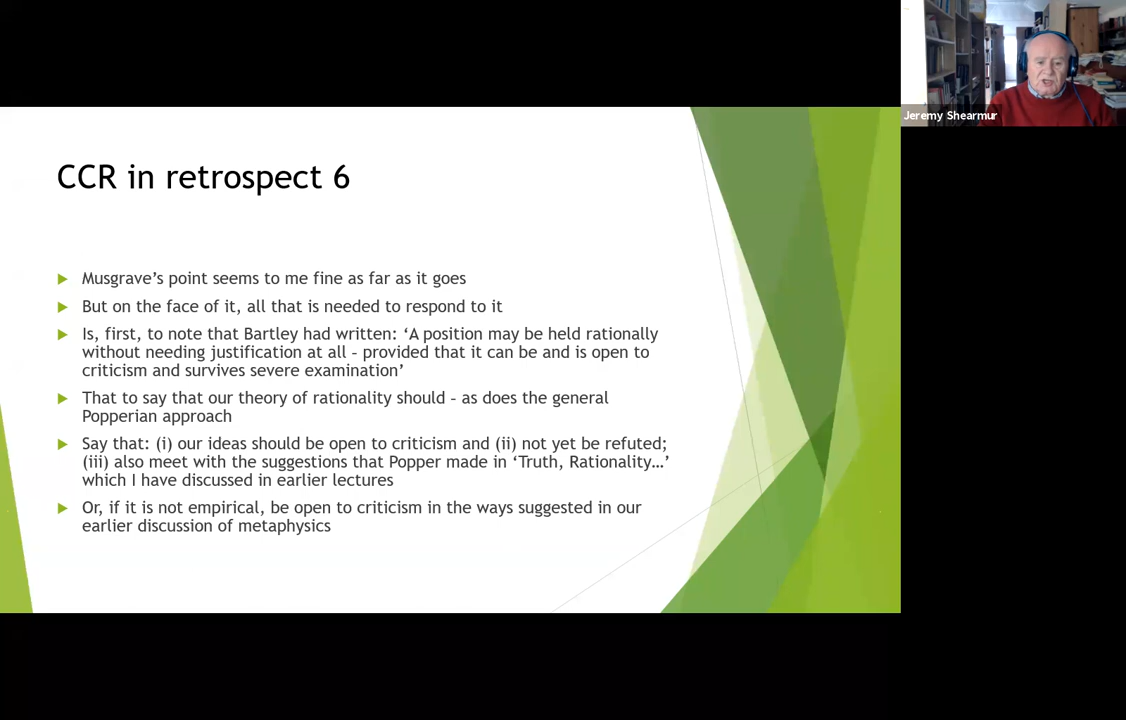 Jeremy Shearmur
CCR in retrospect 6
Musgrave's point seems to me fine as far as it goes
But on the face of it, all that is needed to respond to it
Is, first, to note that Bartley had written: 'A position may be held rationally
without needing justification at all – provided that it can be and is open to
criticism and survives severe examination'
That to say that our theory of rationality should – as does the general
Popperian approach
Say that: (i) our ideas should be open to criticism and (ii) not yet be refuted;
(iii) also meet with the suggestions that Popper made in 'Truth, Rationality…'
which I have discussed in earlier lectures
Or, if it is not empirical, be open to criticism in the ways suggested in our
earlier discussion of metaphysics